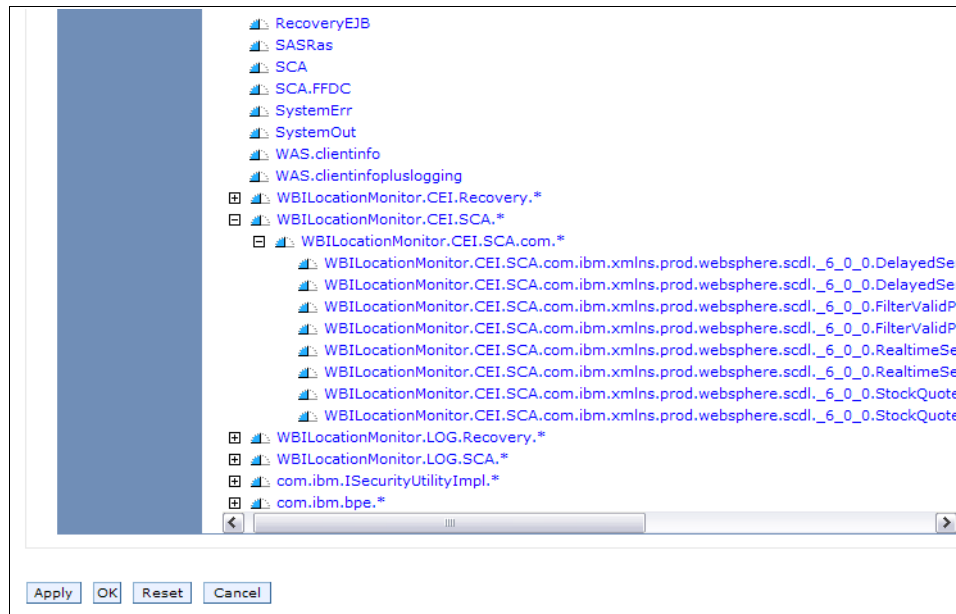 RecoveryEJB
SASRas
SCA
SCA.FFDC
SystemErr
SystemOut
WAS.clientinfo
WAS.clientinfopluslogging
WBILocationMonitor.CEI.Recovery.*
WBILocationMonitor.CEI.SCA.*
WBILocationMonitor.CEI.SCA.com.*
WBILocationMonitor.CEI.SCA.com.ibm.xmlns.prod.websphere.scdl._6_0_0.DelayedSe
WBILocationMonitor.CEI.SCA.com.ibm.xmlns.prod.websphere.scdl._6_0_0.DelayedSe
WBILocationMonitor.CEI.SCA.com.ibm.xmlns.prod.websphere.scdl._6_0_0.FilterValidP
WBILocationMonitor.CEI.SCA.com.ibm.xmlns.prod.websphere.scdl._6_0_0.FilterValidP
WBILocationMonitor.CEI.SCA.com.ibm.xmlns.prod.websphere.scdl._6_0_0.RealtimeSe
WBILocationMonitor.CEI.SCA.com.ibm.xmlns.prod.websphere.scdl._6_0_0.RealtimeSe
WBILocationMonitor.CEI.SCA.com.ibm.xmlns.prod.websphere.scdl._6_0_0.StockQuote
WBILocationMonitor.CEI.SCA.com.ibm.xmlns.prod.websphere.scdl._6_0_0.StockQuote
WBILocationMonitor.LOG.Recovery.*
WBILocationMonitor.LOG.SCA.*
com.ibm.ISecurityUtilityImpl.*
com.ibm.bpe.*
Apply OK Reset Cancel